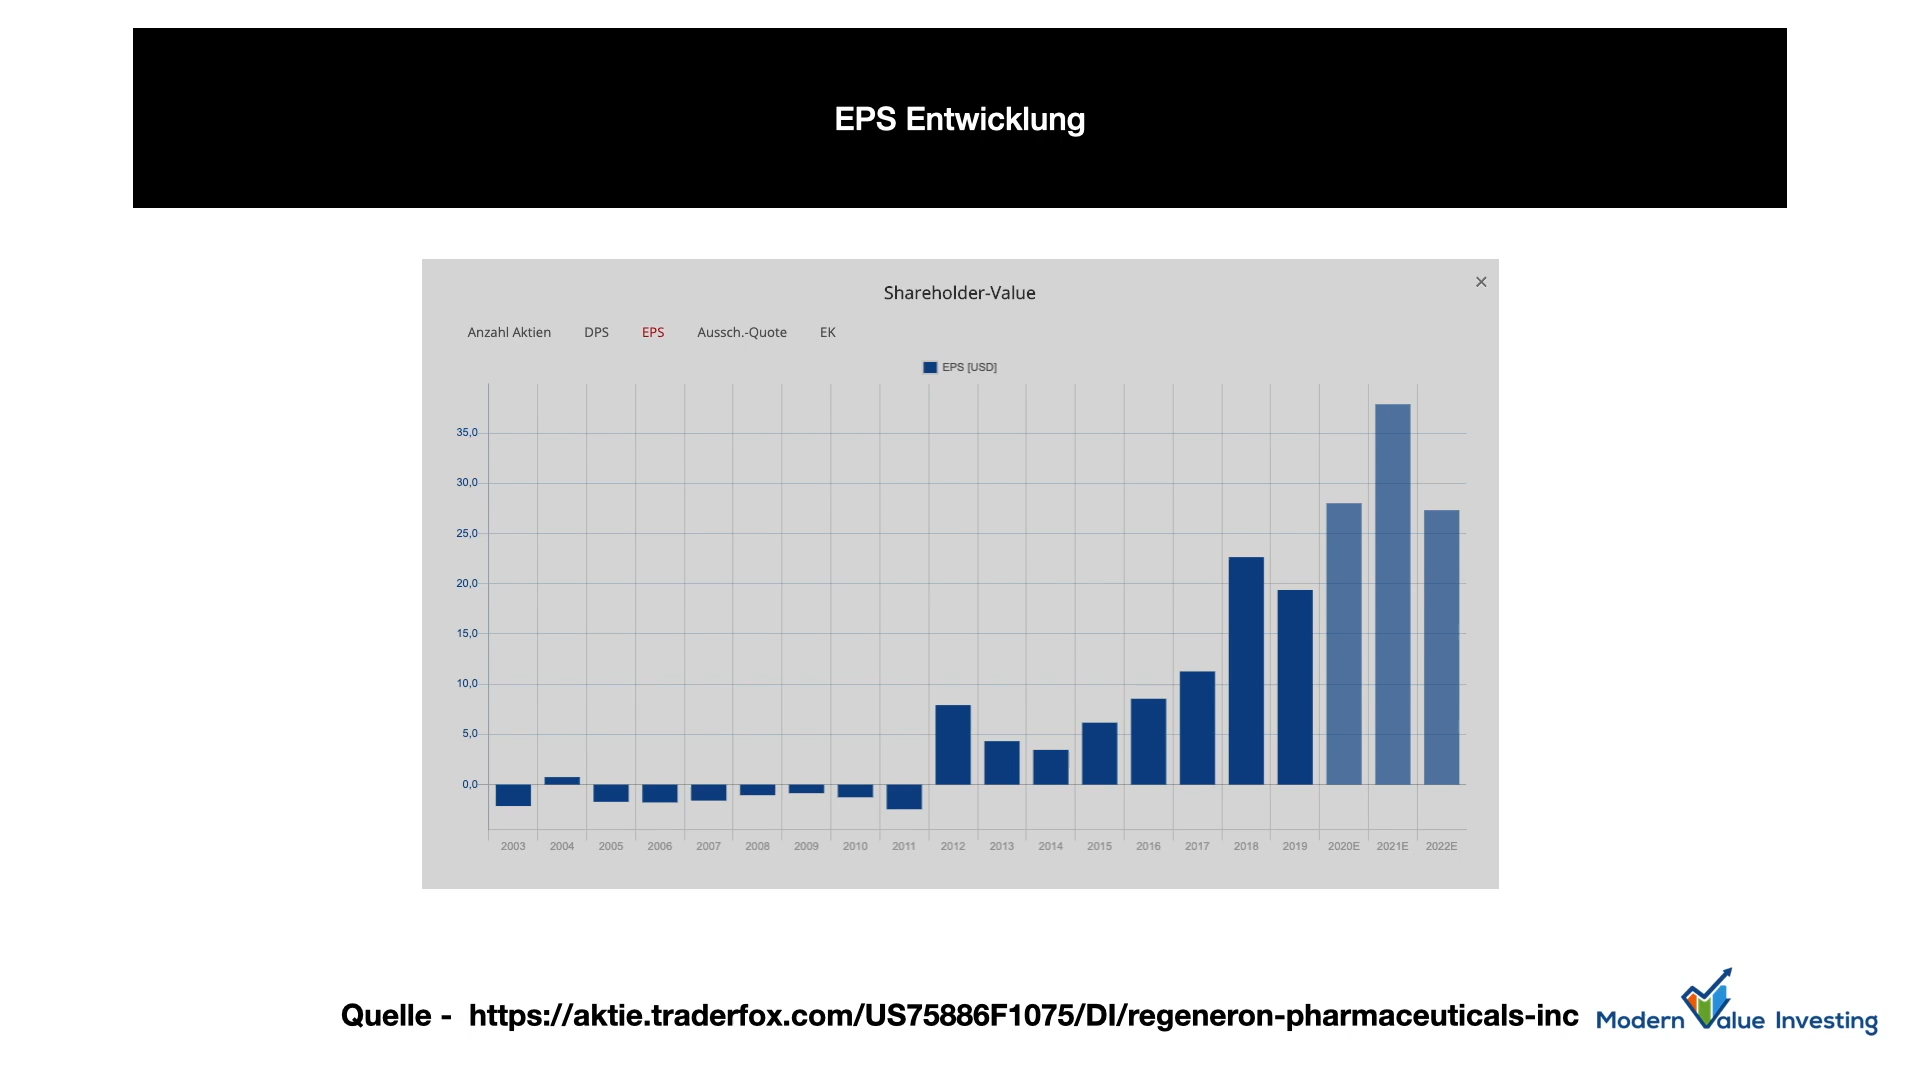 EPS Entwicklung
Shareholder-Value
×
Anzahl Aktien DPS EPS Aussch.-Quote EK
EPS [USD]
35,0
30,0
25,0
20,0
15,0
10,0
5,0
0,0
2003 2004 2005 2006 2007 2008 2009 2010 2011 2012 2013 2014 2015 2016 2017 2018 2019 2020E 2021E 2022E
Quelle - https://aktie.traderfox.com/US75886F1075/DI/regeneron-pharmaceuticals-inc
Modern Value Investing